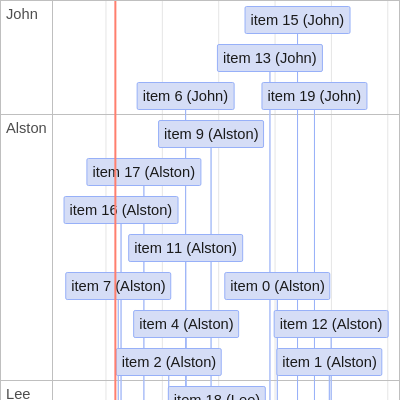 John
item 15 (John)
item 13 (John)
item 6 (John)
item 19 (John)
Alston
item 9 (Alston)
item 17 (Alston)
item 16 (Alston)
item 11 (Alston)
item 7 (Alston)
item 0 (Alston)
item 4 (Alston)
item 12 (Alston)
item 2 (Alston)
item 1 (Alston)
Lee
item 18 (Lee)